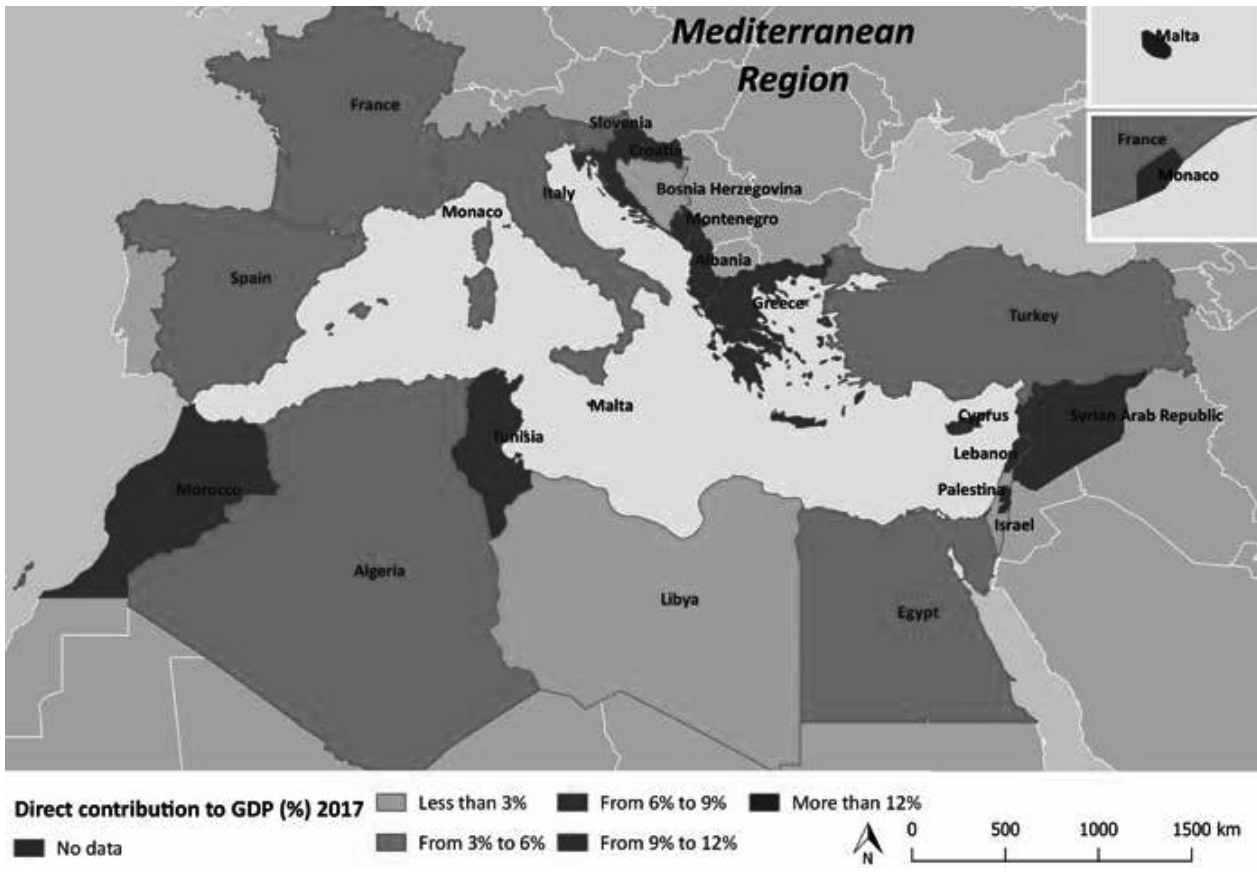 Mediterranean
Region
Malta
France
Monaco
France
Slovenia
Croatia
Bosnia Herzegovina
Italy
Monaco
Montenegro
Albania
Spain
Greece
Turkey
Malta
Cyprus
Syrian Arab Republic
Tunisia
Lebanon
Morocco
Palestina
Israel
Algeria
Libya
Egypt
Direct contribution to GDP (%) 2017
No data
Less than 3%
From 3% to 6%
From 6% to 9%
From 9% to 12%
More than 12%
N
0 500 1000 1500 km